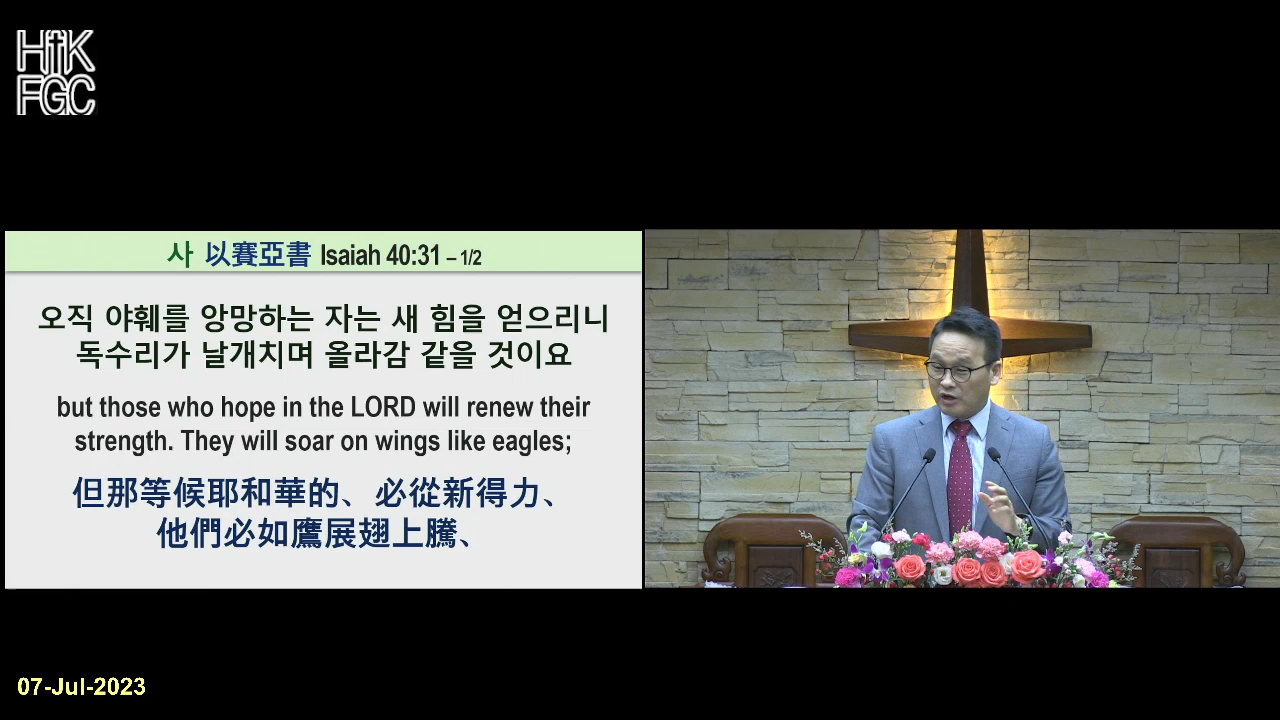 HfK
FGC
사 以賽亞書 Isaiah 40:31 – 1/2
오직 야훼를 앙망하는 자는 새 힘을 얻으리니
독수리가 날개치며 올라감 같을 것이요
but those who hope in the LORD will renew their
strength. They will soar on wings like eagles;
但那等候耶和華的、必從新得力、
他們必如鷹展翅上騰、
07-Jul-2023